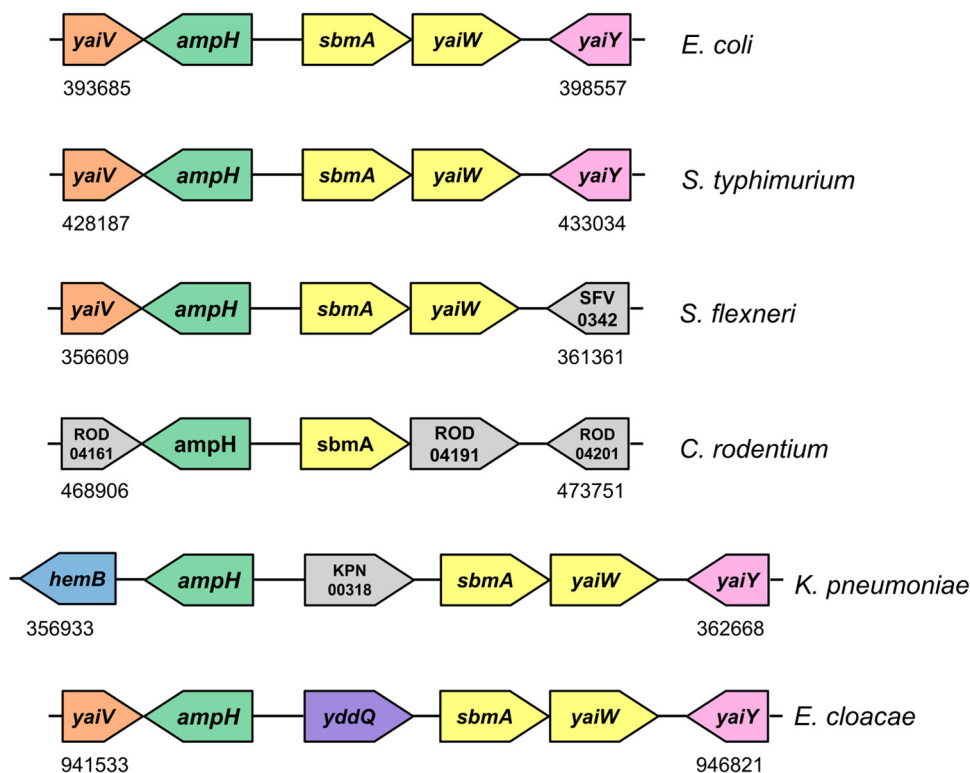 yaiV ampH sbmA yaiW yaiY E. coli
393685 398557
yaiV ampH sbmA yaiW yaiY S. typhimurium
428187 433034
yaiV ampH sbmA yaiW SFV 0342 S. flexneri
356609 361361
ROD 04161 ampH sbmA ROD 04191 ROD 04201 C. rodentium
468906 473751
hemB ampH KPN 00318 sbmA yaiW yaiY K. pneumoniae
356933 362668
yaiV ampH yddQ sbmA yaiW yaiY E. cloacae
941533 946821